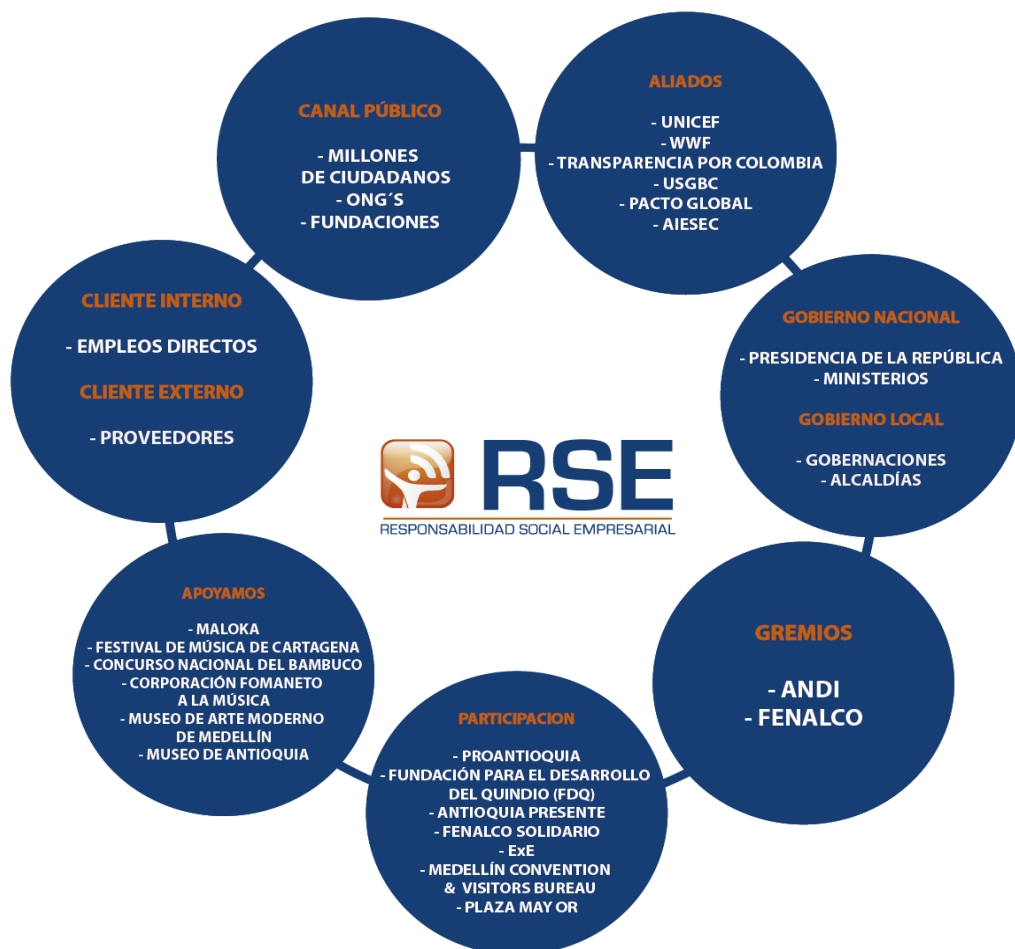 CANAL PÚBLICO
- MILLONES
DE CIUDADANOS
- ONG´S
- FUNDACIONES
ALIADOS
- UNICEF
- WWF
- TRANSPARENCIA POR COLOMBIA
- USGBC
- PACTO GLOBAL
- AIESEC
GOBIERNO NACIONAL
- PRESIDENCIA DE LA REPÚBLICA
- MINISTERIOS
GOBIERNO LOCAL
- GOBERNACIONES
- ALCALDÍAS
GREMIOS
- ANDI
- FENALCO
PARTICIPACION
- PROANTIOQUIA
- FUNDACIÓN PARA EL DESARROLLO
DEL QUINDIO (FDQ)
- ANTIOQUIA PRESENTE
- FENALCO SOLIDARIO
- ExE
- MEDELLÍN CONVENTION
& VISITORS BUREAU
- PLAZA MAY OR
APOYAMOS
- MALOKA
- FESTIVAL DE MÚSICA DE CARTAGENA
- CONCURSO NACIONAL DEL BAMBUCO
- CORPORACIÓN FOMANETO
A LA MÚSICA
- MUSEO DE ARTE MODERNO
DE MEDELLÍN
- MUSEO DE ANTIOQUIA
CLIENTE INTERNO
- EMPLEOS DIRECTOS
CLIENTE EXTERNO
- PROVEEDORES
RSE
RESPONSABILIDAD SOCIAL EMPRESARIAL